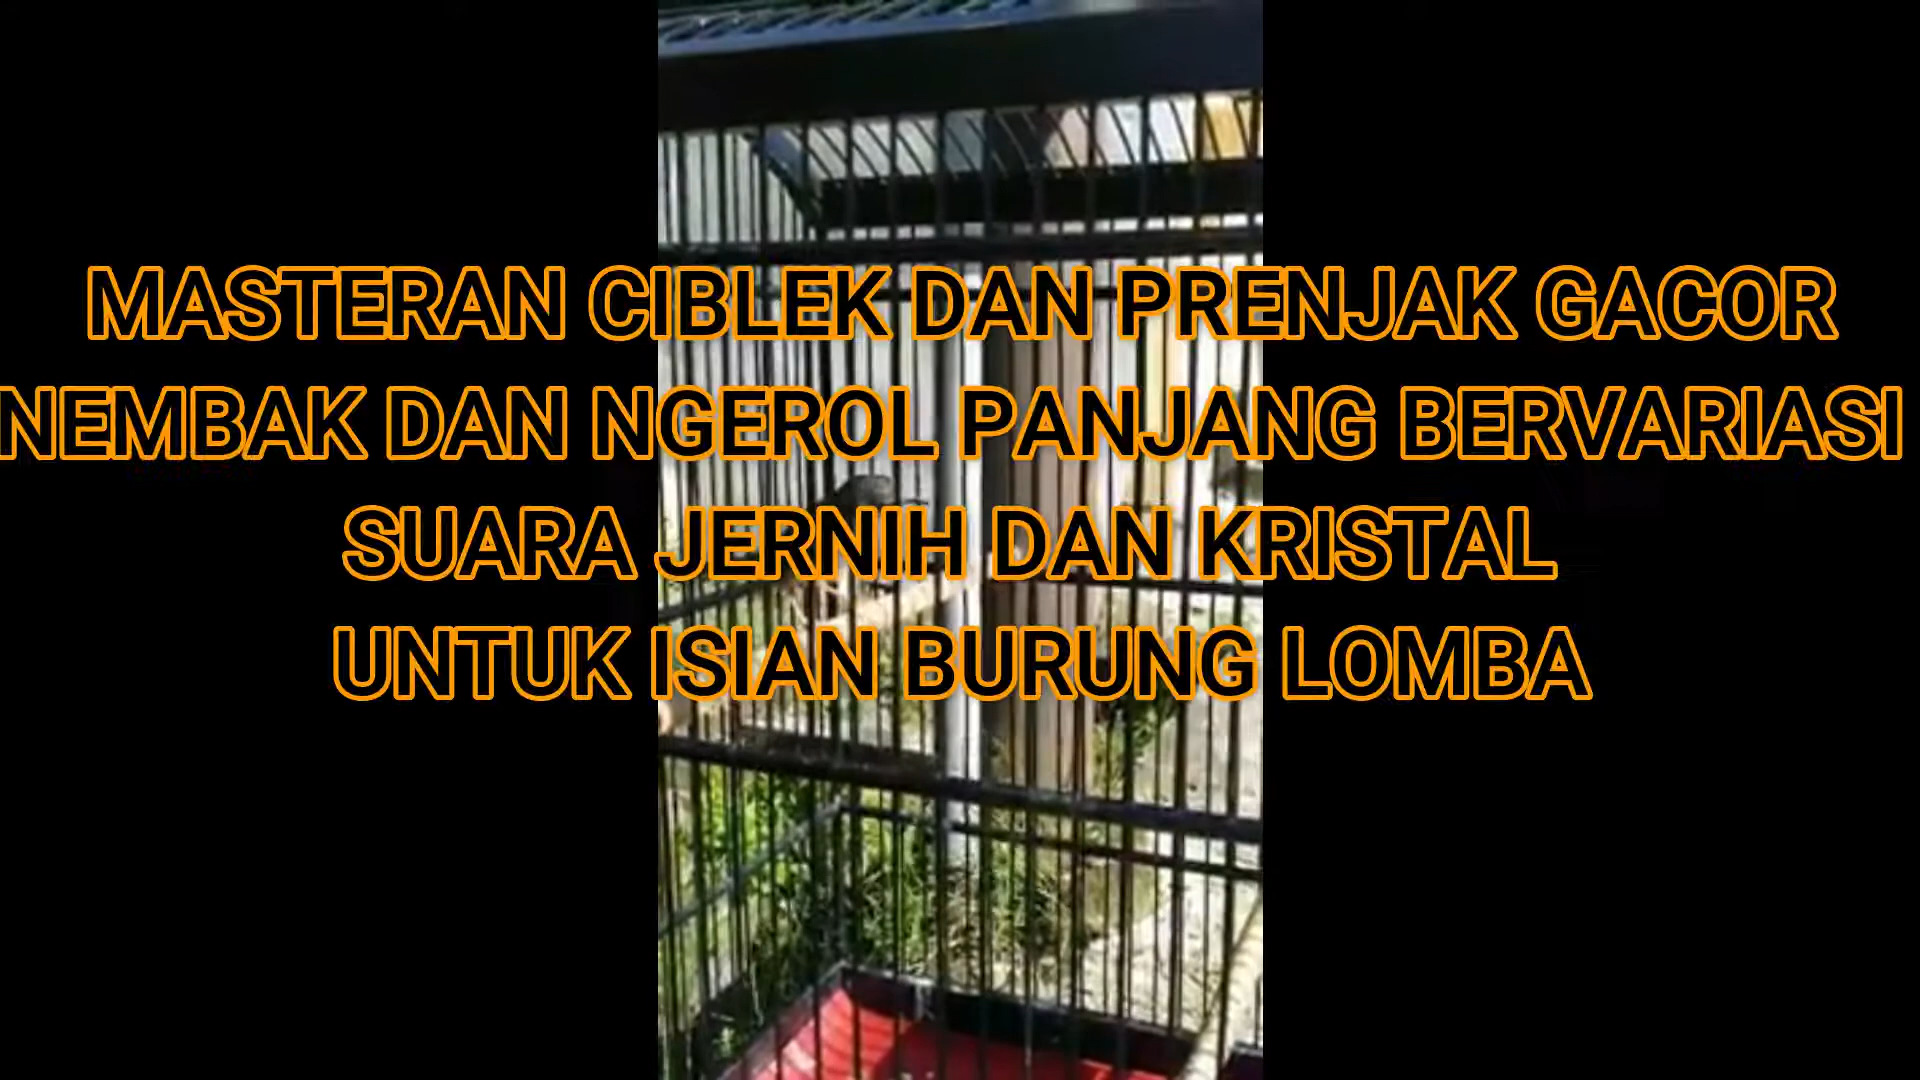 MASTERAN CIBLEK DAN PRENJAK GACOR
NEMBAK DAN NGEROL PANJANG BERVARIASI
SUARA JERNIH DAN KRISTAL
UNTUK ISIAN BURUNG LOMBA